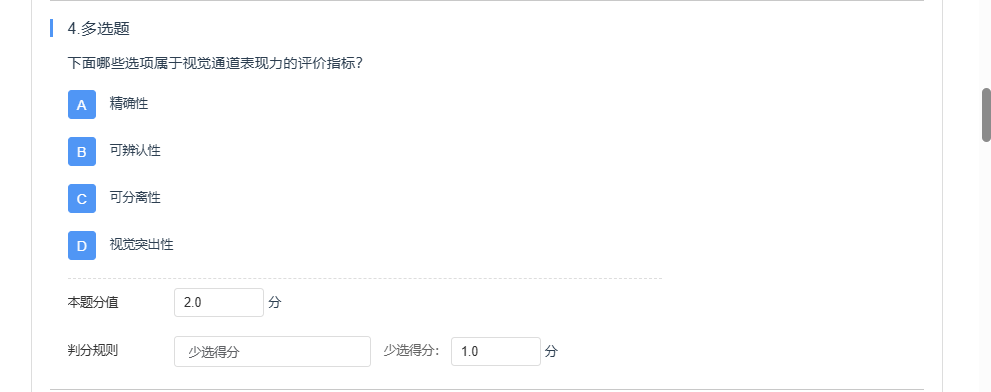 4.多选题
下面哪些选项属于视觉通道表现力的评价指标？
A 精确性
B 可辨认性
C 可分离性
D 视觉突出性
本题分值 2.0 分
判分规则 少选得分 少选得分： 1.0 分